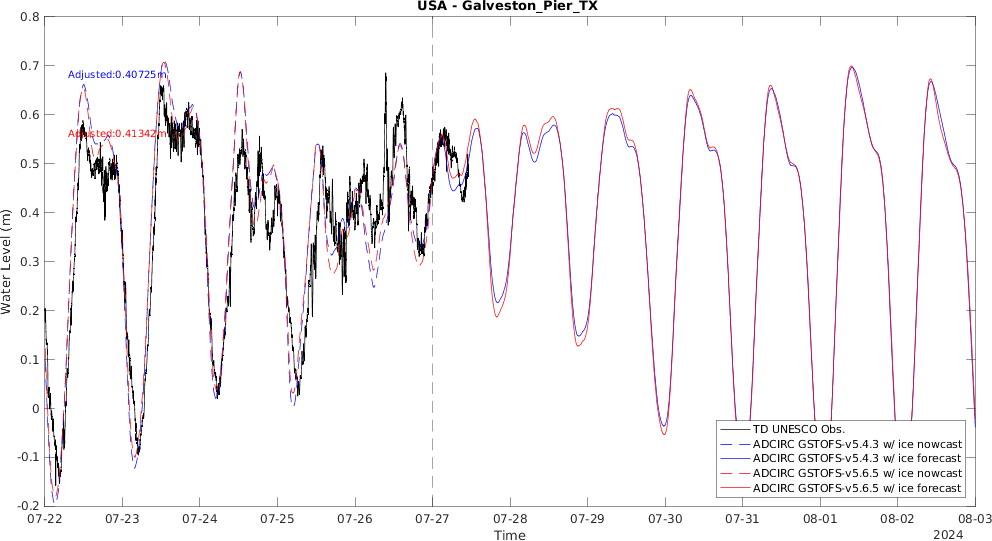 USA - Galveston_Pier_TX
Water Level (m)
0.8
0.7
0.6
0.5
0.4
0.3
0.2
0.1
0
-0.1
-0.2
Adjusted:0.40725m
Adjusted:0.41342m
TD UNESCO Obs.
ADCIRC GSTOFS-v5.4.3 w/ ice nowcast
ADCIRC GSTOFS-v5.4.3 w/ ice forecast
ADCIRC GSTOFS-v5.6.5 w/ ice nowcast
ADCIRC GSTOFS-v5.6.5 w/ ice forecast
07-22 07-23 07-24 07-25 07-26 07-27 07-28 07-29 07-30 07-31 08-01 08-02 08-03
Time
2024